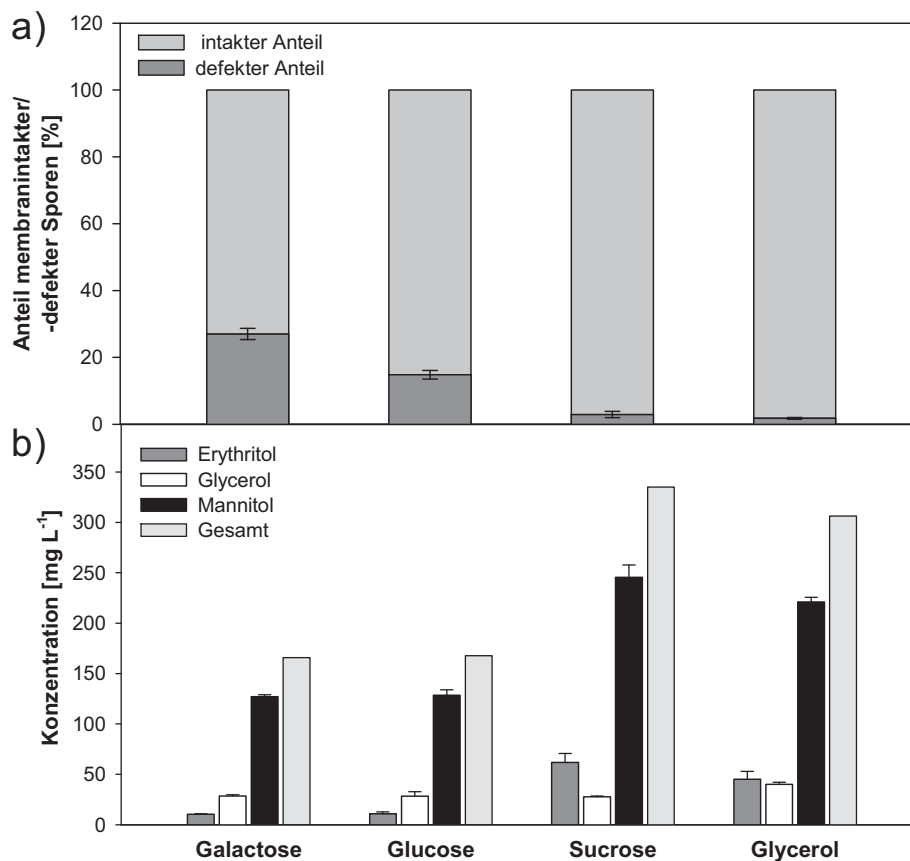 a)
120
100
80
60
40
20
0
Anteil membranintakter/
-defekter Sporen [%]
intakter Anteil
defekter Anteil
b)
350
300
250
200
150
100
50
0
Konzentration [mg L⁻¹]
Erythritol
Glycerol
Mannitol
Gesamt
Galactose Glucose Sucrose Glycerol